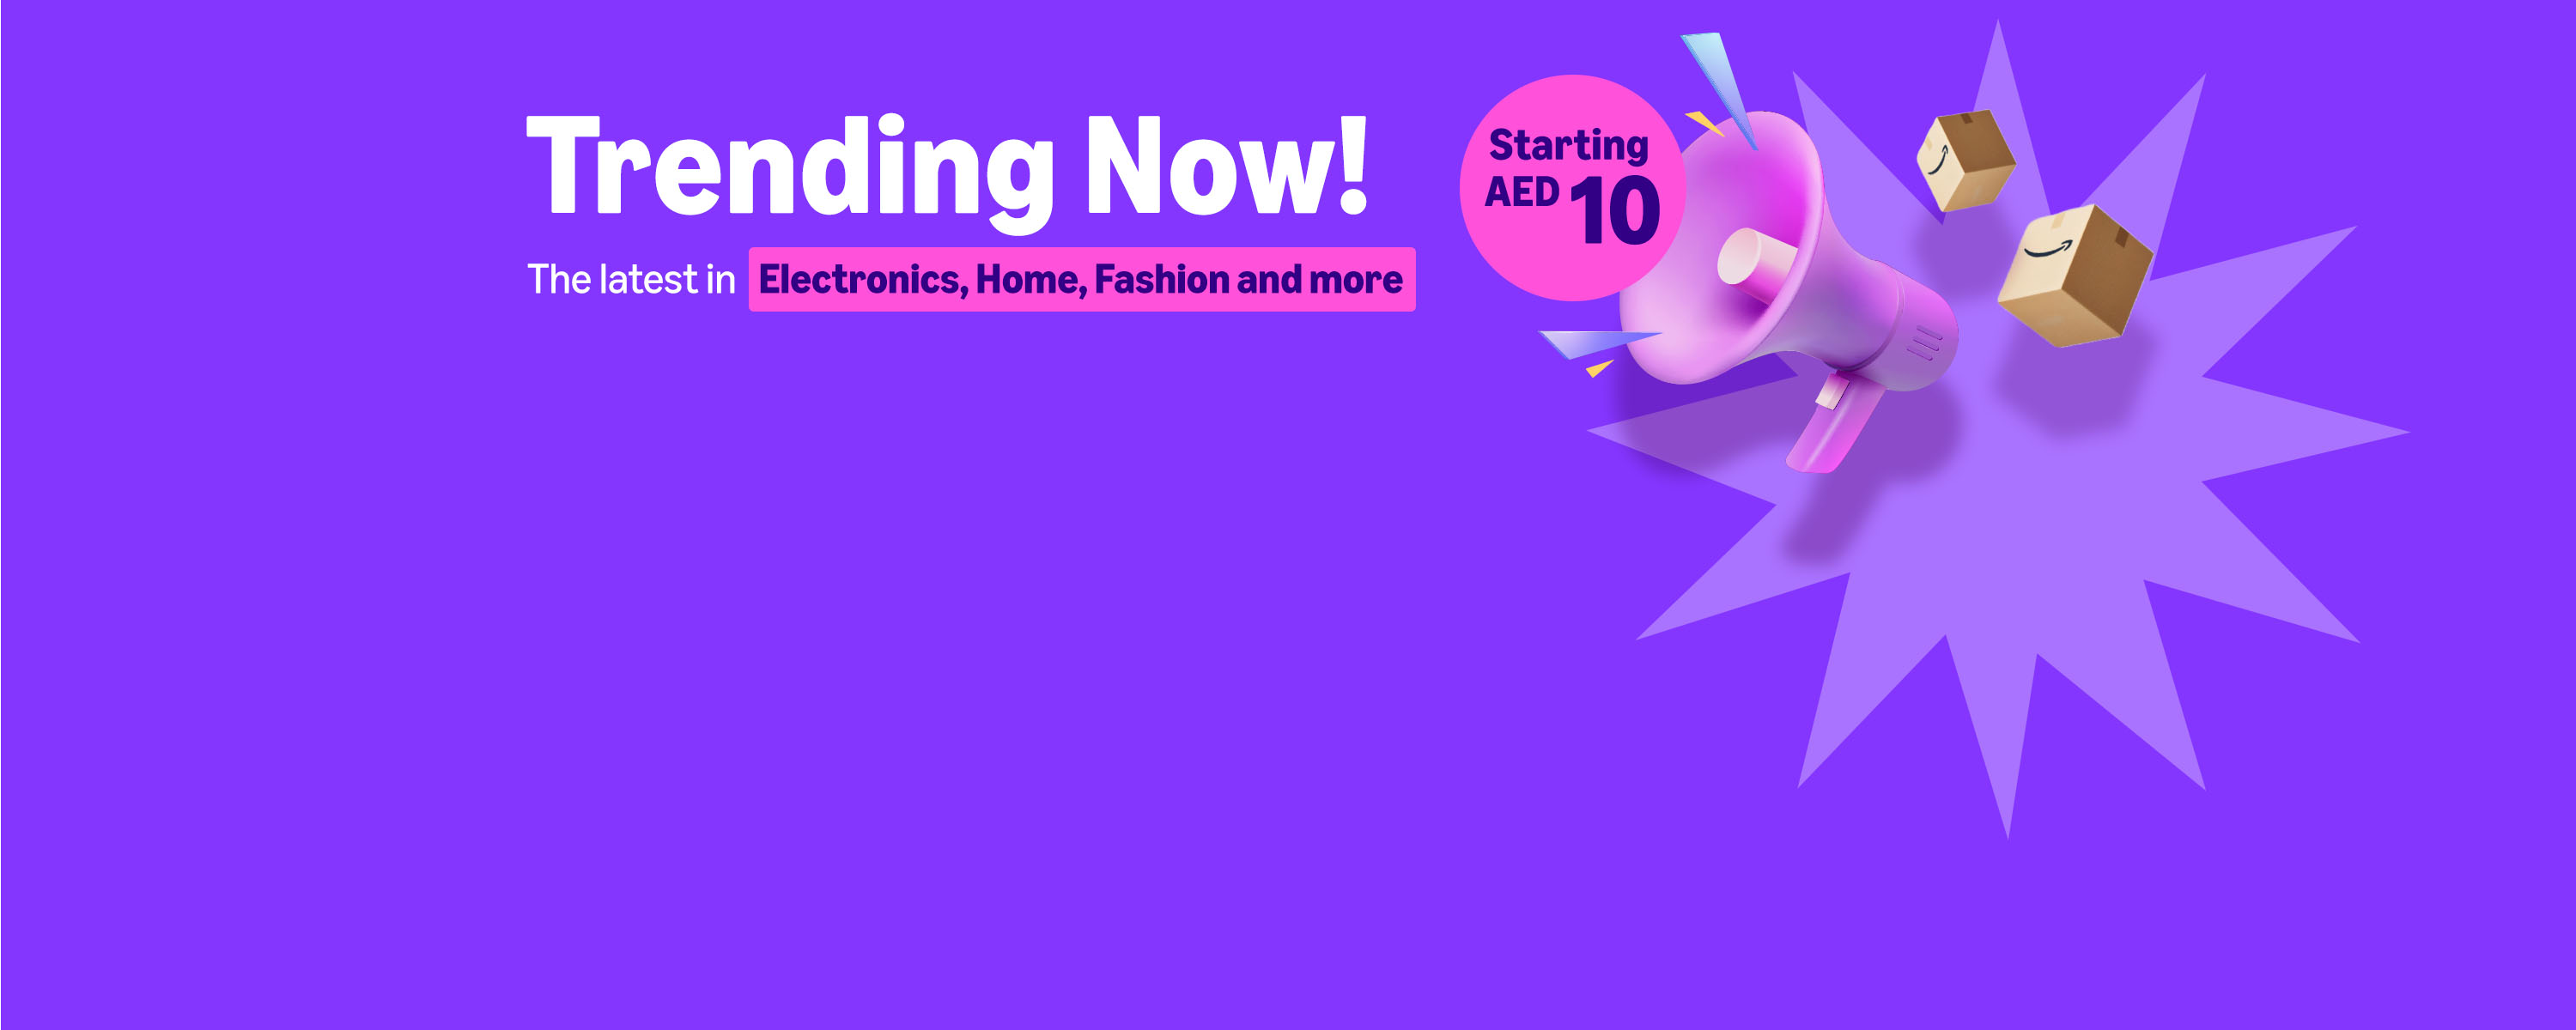 Trending Now!
The latest in Electronics, Home, Fashion and more
Starting
AED 10